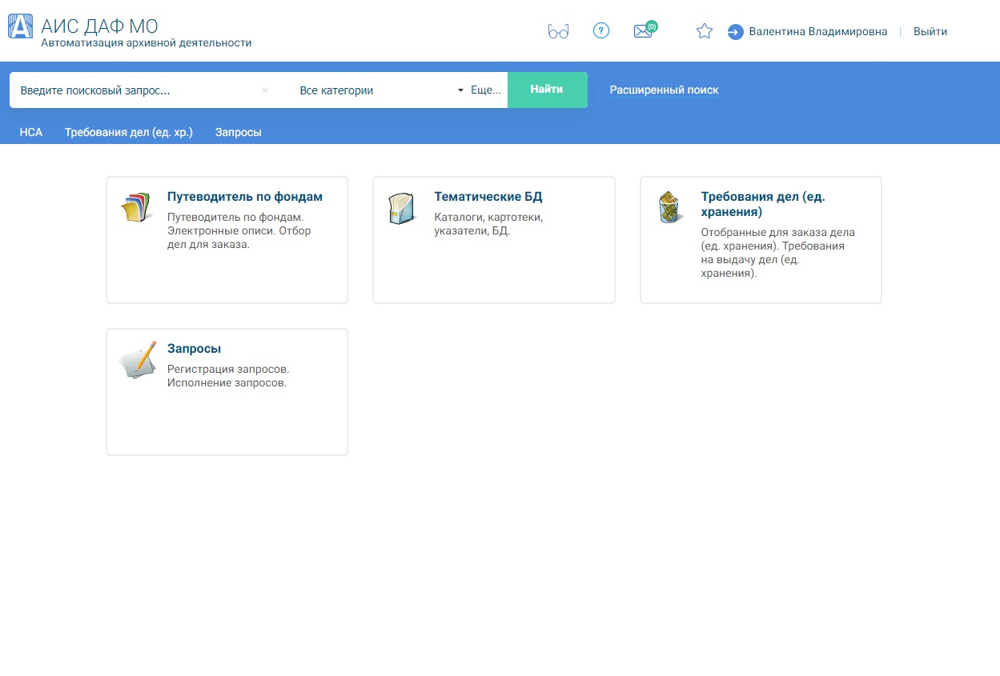 АИС ДАФ МО
Автоматизация архивной деятельности
?
(0)
Валентина Владимировна | Выйти
Введите поисковый запрос... × Все категории Еще... Найти Расширенный поиск
НСА Требования дел (ед. хр.) Запросы
Путеводитель по фондам
Путеводитель по фондам.
Электронные описи. Отбор
дел для заказа.
Тематические БД
Каталоги, картотеки,
указатели, БД.
Требования дел (ед.
хранения)
Отобранные для заказа дела
(ед. хранения). Требования
на выдачу дел (ед.
хранения).
Запросы
Регистрация запросов.
Исполнение запросов.